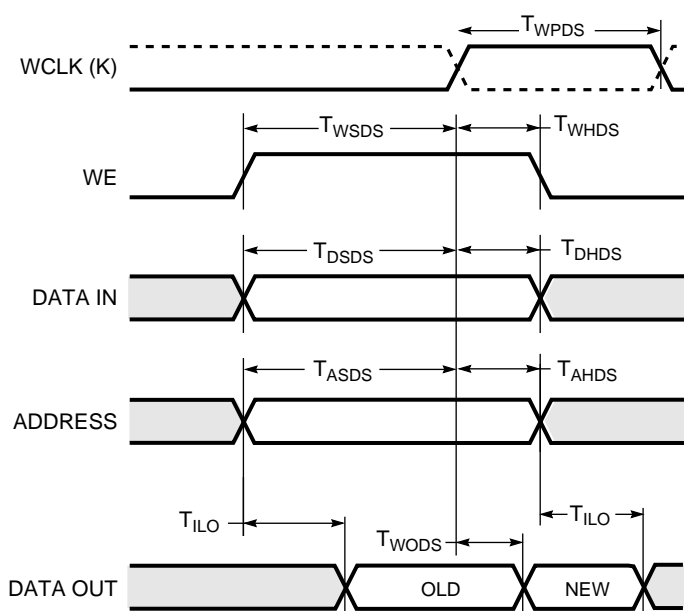 TWPDS
WCLK (K)
TWSDS TWHDS
WE
TDSDS TDHDS
DATA IN
TASDS TAHDS
ADDRESS
TILO TILO
TWODS
DATA OUT OLD NEW